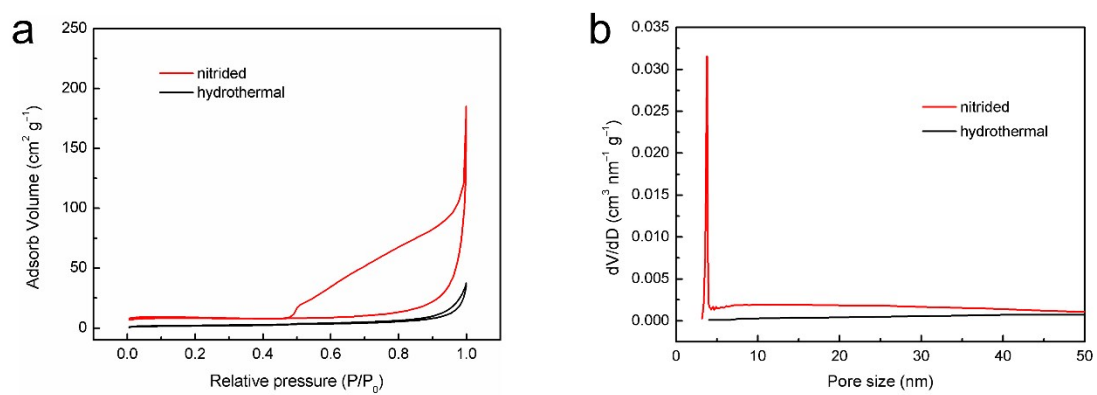 a
250
200
150
100
50
0
Adsorb Volume (cm² g⁻¹)
nitrided
hydrothermal
0.0 0.2 0.4 0.6 0.8 1.0
Relative pressure (P/P₀)
b
0.035
0.030
0.025
0.020
0.015
0.010
0.005
0.000
dV/dD (cm³ nm⁻¹ g⁻¹)
nitrided
hydrothermal
0 10 20 30 40 50
Pore size (nm)